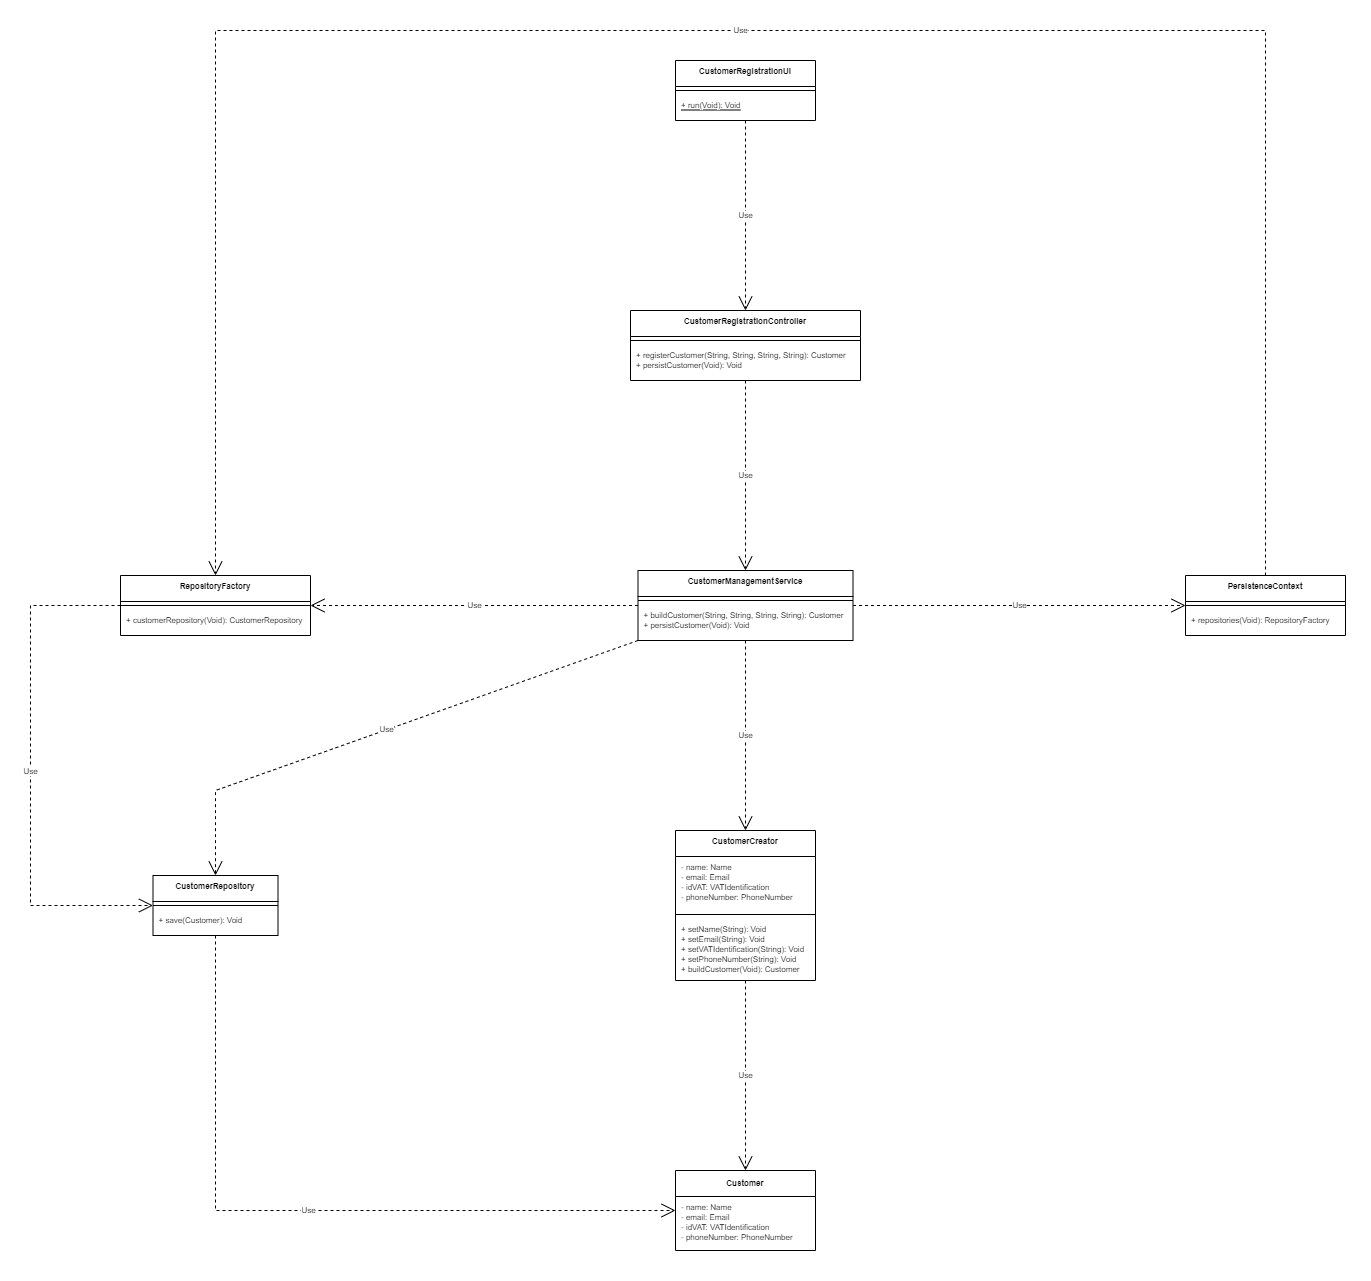 Use
CustomerRegistrationUI
+ run(Void): Void
Use
CustomerRegistrationController
+ registerCustomer(String, String, String, String): Customer
+ persistCustomer(Void): Void
Use
RepositoryFactory
+ customerRepository(Void): CustomerRepository
Use
CustomerManagementService
+ buildCustomer(String, String, String, String): Customer
+ persistCustomer(Void): Void
Use
PersistenceContext
+ repositories(Void): RepositoryFactory
Use
Use
Use
CustomerRepository
+ save(Customer): Void
CustomerCreator
- name: Name
- email: Email
- idVAT: VATIdentification
- phoneNumber: PhoneNumber
+ setName(String): Void
+ setEmail(String): Void
+ setVATIdentification(String): Void
+ setPhoneNumber(String): Void
+ buildCustomer(Void): Customer
Use
Use
Customer
- name: Name
- email: Email
- idVAT: VATIdentification
- phoneNumber: PhoneNumber